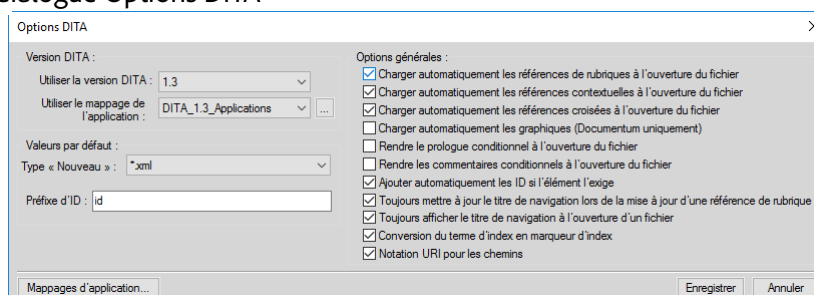 Options DITA
Version DITA :
Utiliser la version DITA : 1.3
Utiliser le mappage de l'application : DITA_1.3_Applications ...
Valeurs par défaut :
Type « Nouveau » : *.xml
Préfixe d'ID : id
Options générales :
Charger automatiquement les références de rubriques à l'ouverture du fichier
Charger automatiquement les références contextuelles à l'ouverture du fichier
Charger automatiquement les références croisées à l'ouverture du fichier
Charger automatiquement les graphiques (Documentum uniquement)
Rendre le prologue conditionnel à l'ouverture du fichier
Rendre les commentaires conditionnels à l'ouverture du fichier
Ajouter automatiquement les ID si l'élément l'exige
Toujours mettre à jour le titre de navigation lors de la mise à jour d'une référence de rubrique
Toujours afficher le titre de navigation à l'ouverture d'un fichier
Conversion du terme d'index en marqueur d'index
Notation URI pour les chemins
Mappages d'application...
Enregistrer
Annuler